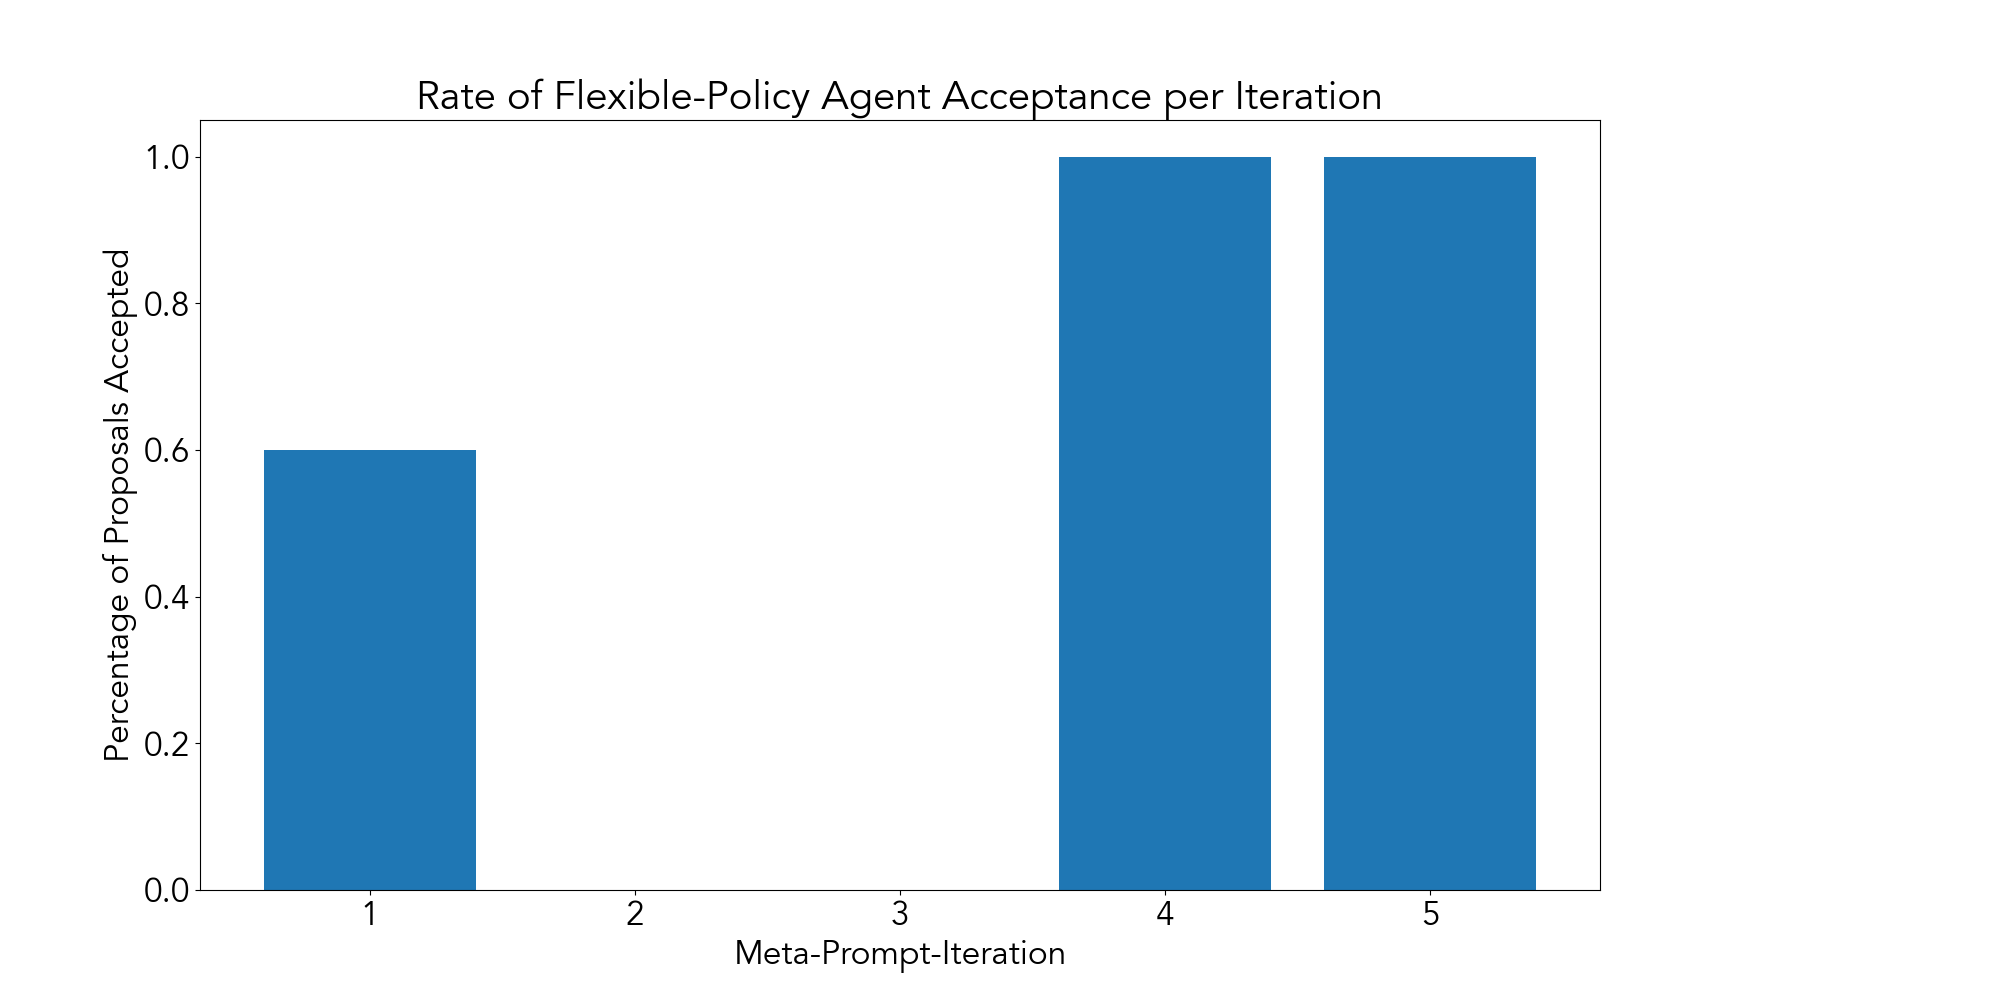 Rate of Flexible-Policy Agent Acceptance per Iteration
Percentage of Proposals Accepted
1.0
0.8
0.6
0.4
0.2
0.0
1 2 3 4 5
Meta-Prompt-Iteration